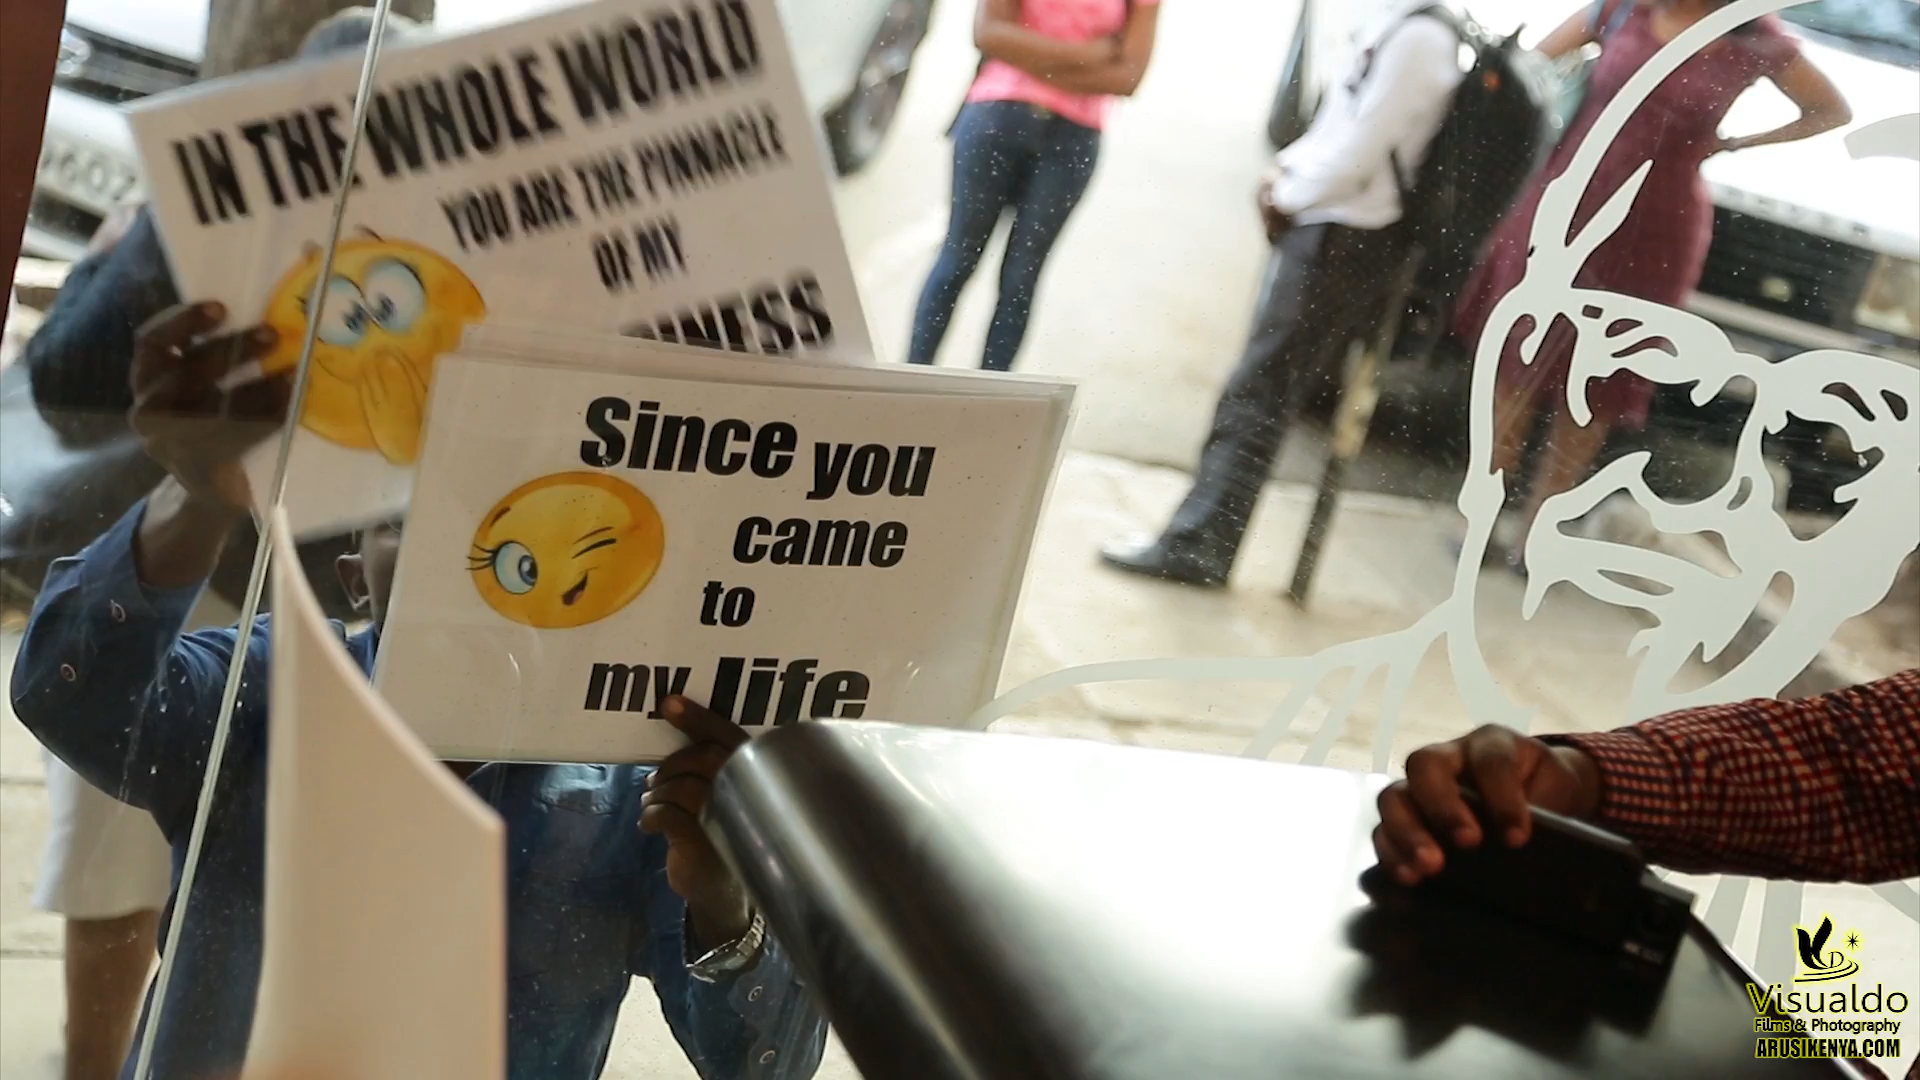 IN THE WHOLE WORLD
YOU ARE THE PINNACLE
OF MY
Since you
came
to
my life
Visualdo
Films & Photography
ARUSIKENYA.COM